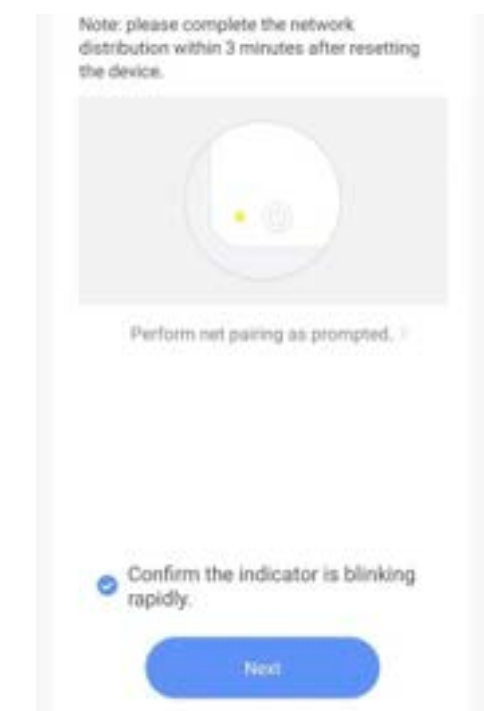 Note: please complete the network
distribution within 3 minutes after resetting
the device.
Perform net pairing as prompted.
Confirm the indicator is blinking
rapidly.
Next